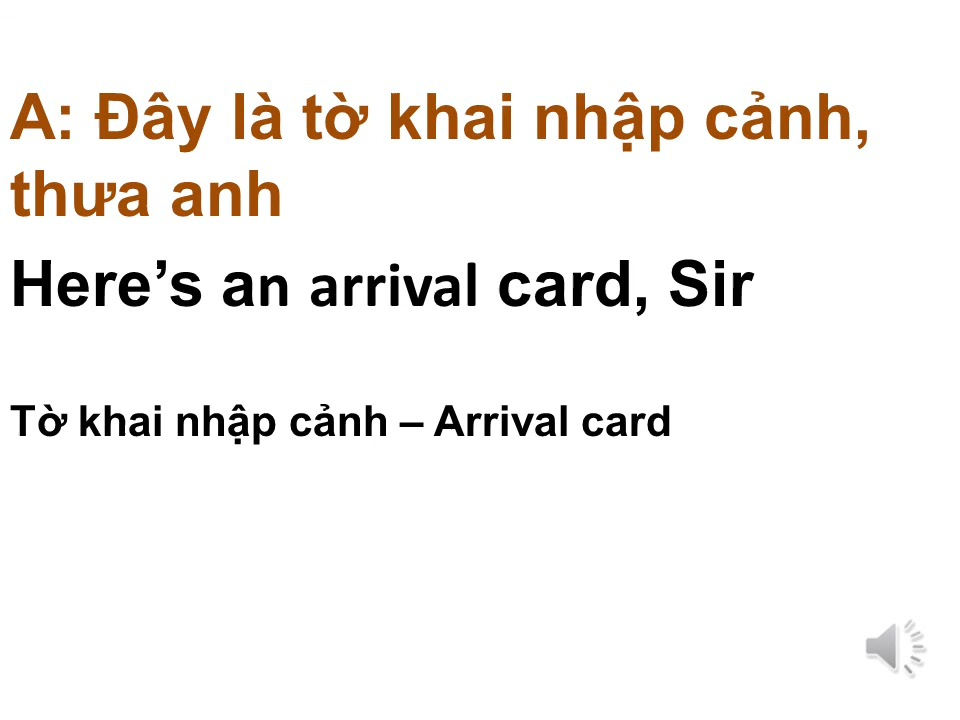 A: Đây là tờ khai nhập cảnh,
thưa anh
Here’s an arrival card, Sir
Tờ khai nhập cảnh – Arrival card